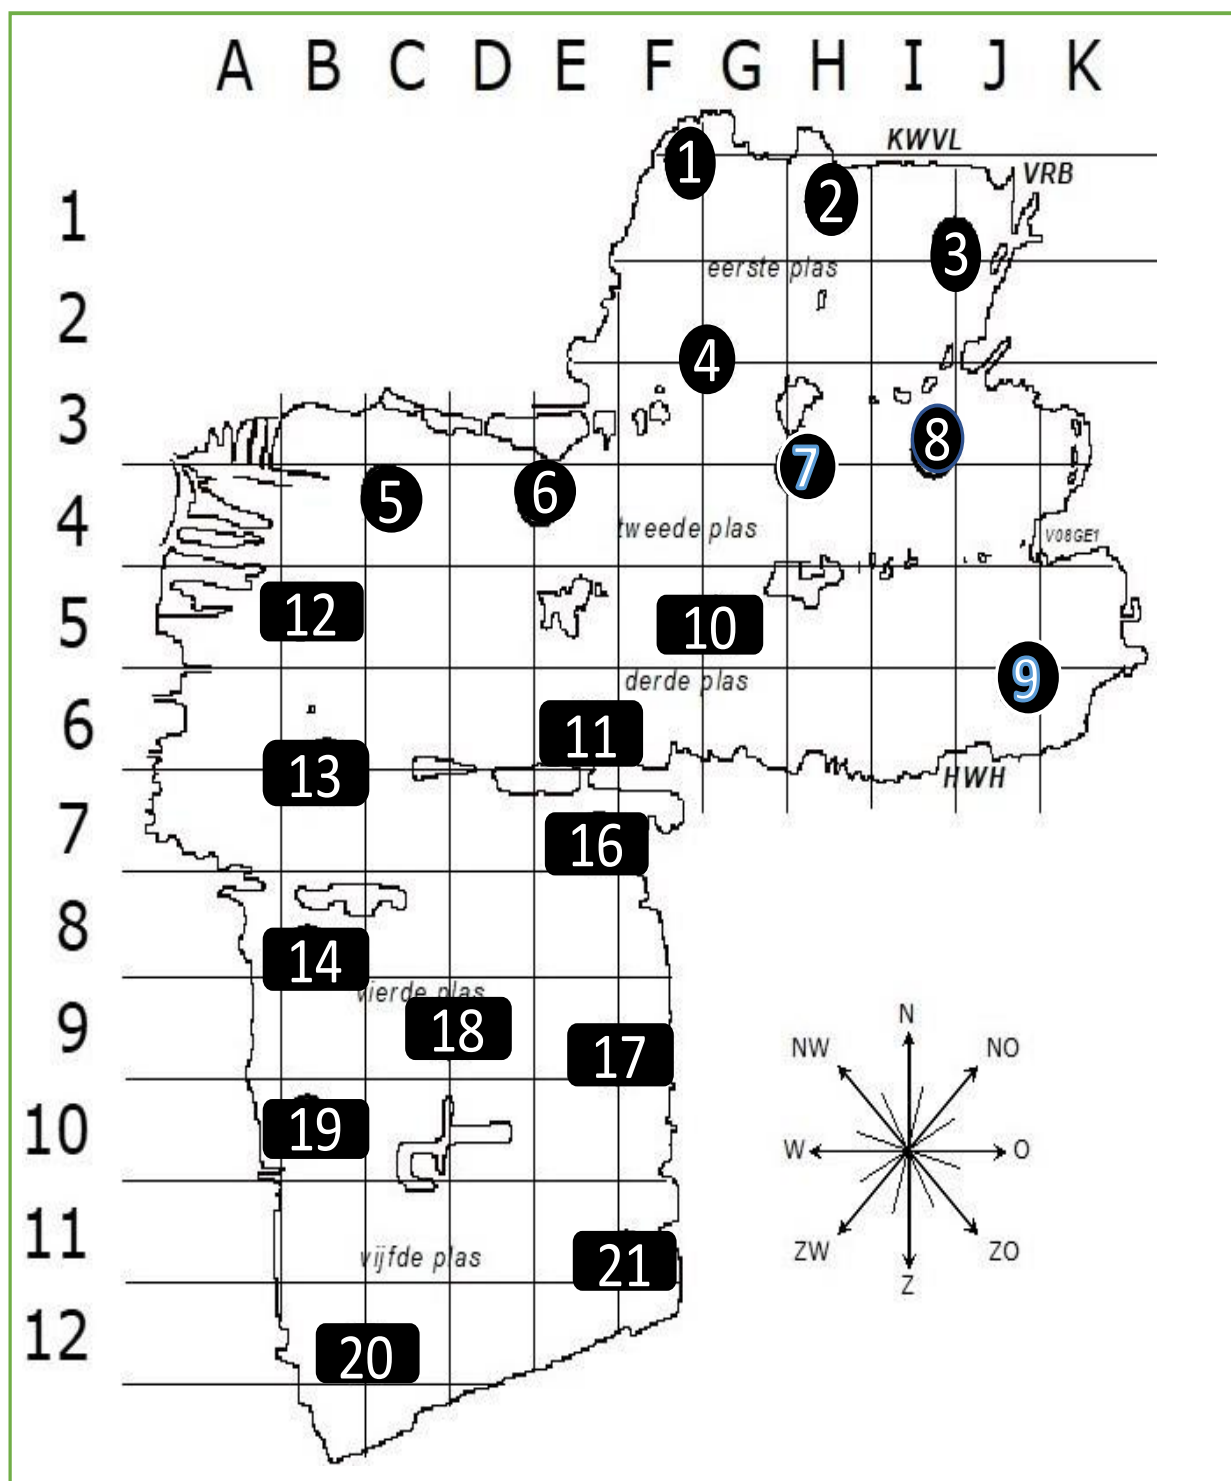 A B C D E F G H I J K
KWVL
1
VRB
2
1
3
eerste plas
2
4
3
8
7
5
6
4
tweede plas
V08GE1
12
5
10
9
derde plas
6
11
13
HWH
7
16
8
14
vierde plas
9
18
17
N
NW NO
10
19
W O
11
vijfde plas
21
ZW ZO
Z
12
20